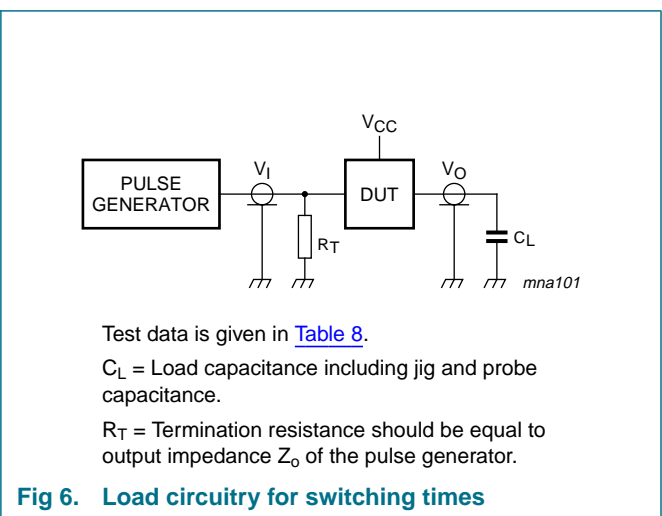 VCC
PULSE
GENERATOR
VI
DUT
VO
RT
CL
mna101
Test data is given in Table 8.
CL = Load capacitance including jig and probe
capacitance.
RT = Termination resistance should be equal to
output impedance Zo of the pulse generator.
Fig 6. Load circuitry for switching times